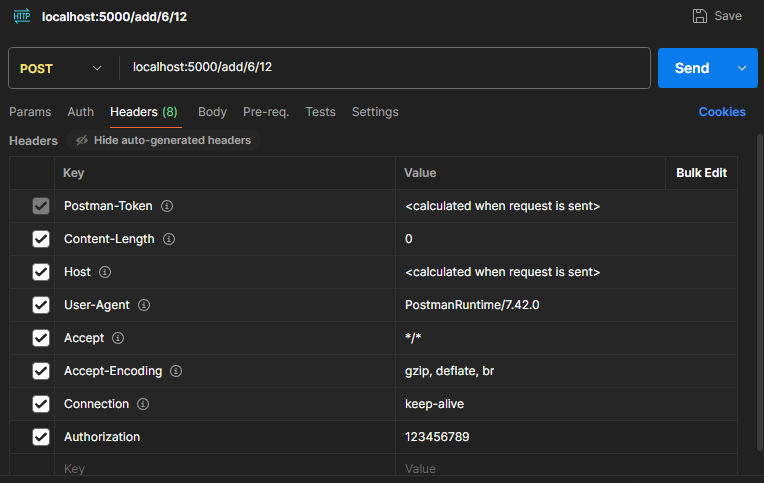 HTTP localhost:5000/add/6/12 Save
POST localhost:5000/add/6/12 Send
Params Auth Headers (8) Body Pre-req. Tests Settings Cookies
Headers Hide auto-generated headers
Key Value Bulk Edit
Postman-Token <calculated when request is sent>
Content-Length 0
Host <calculated when request is sent>
User-Agent PostmanRuntime/7.42.0
Accept */*
Accept-Encoding gzip, deflate, br
Connection keep-alive
Authorization 123456789
Key Value